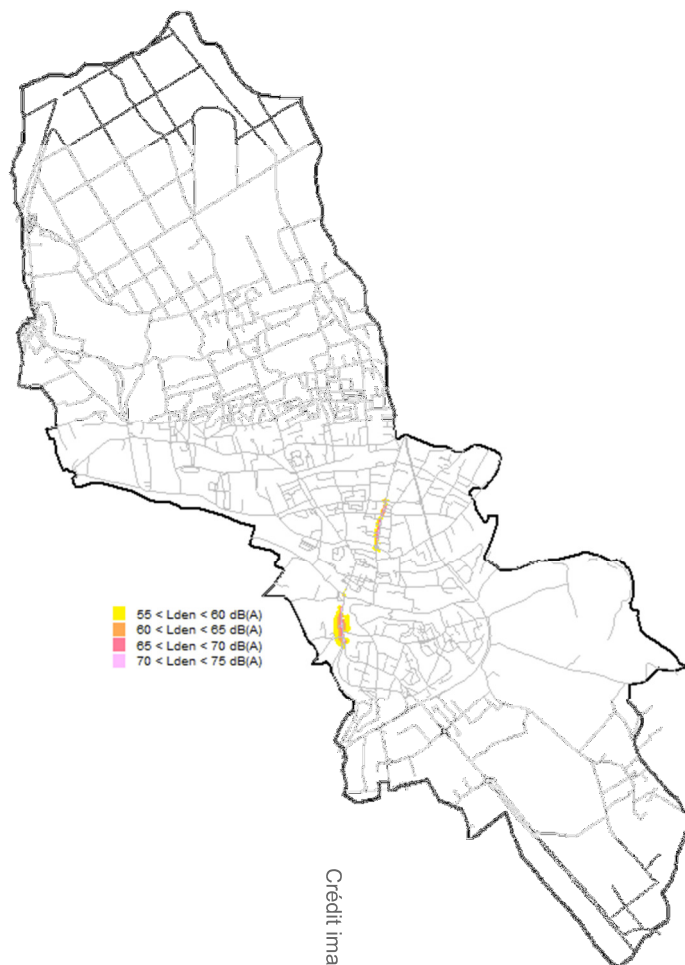 55 < Lden < 60 dB(A)
60 < Lden < 65 dB(A)
65 < Lden < 70 dB(A)
70 < Lden < 75 dB(A)
Crédit ima